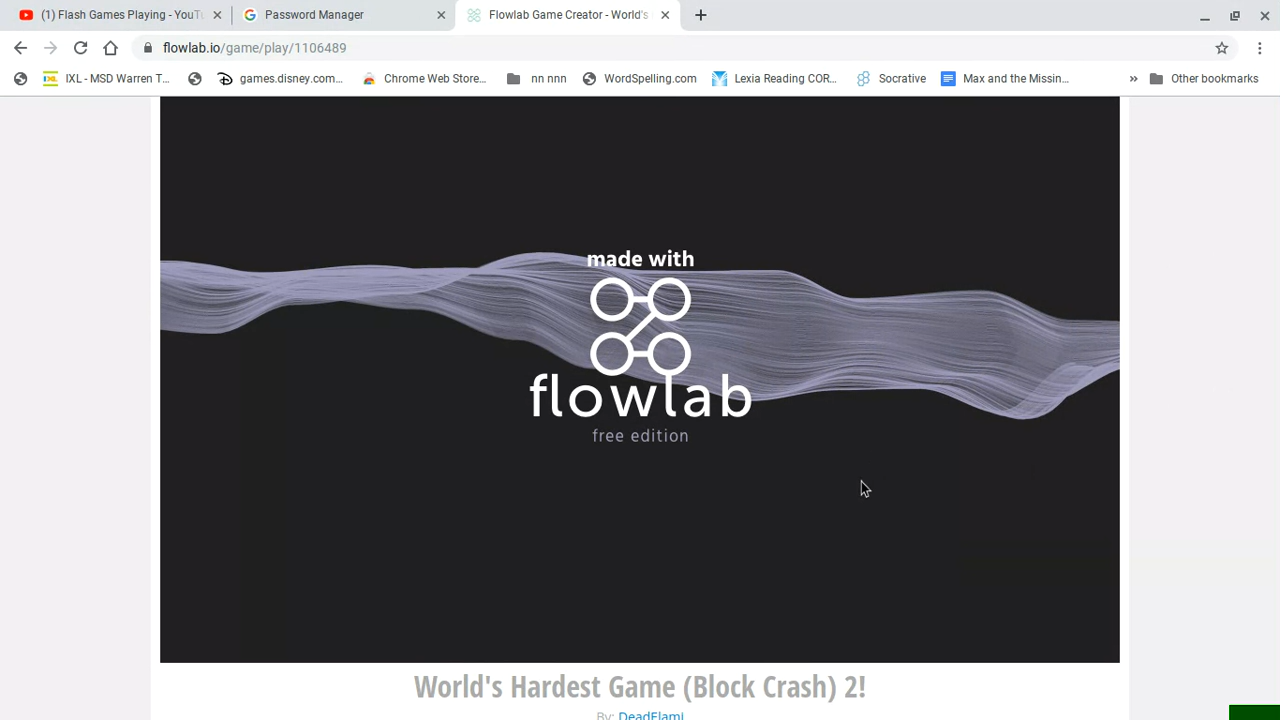 (1) Flash Games Playing - YouTu
Password Manager
Flowlab Game Creator - World's
flowlab.io/game/play/1106489
IXL - MSD Warren T...
games.disney.com...
Chrome Web Store...
nn nnn
WordSpelling.com
Lexia Reading COR...
Socrative
Max and the Missin...
»
Other bookmarks
made with
flowlab
free edition
World's Hardest Game (Block Crash) 2!
By: DeadFlami